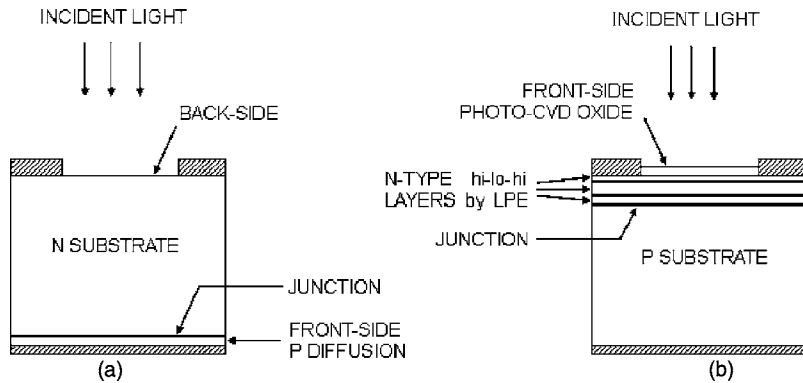 INCIDENT LIGHT
BACK-SIDE
N SUBSTRATE
JUNCTION
FRONT-SIDE
P DIFFUSION
(a)
INCIDENT LIGHT
FRONT-SIDE
PHOTO-CVD OXIDE
N-TYPE hi-lo-hi
LAYERS by LPE
JUNCTION
P SUBSTRATE
(b)